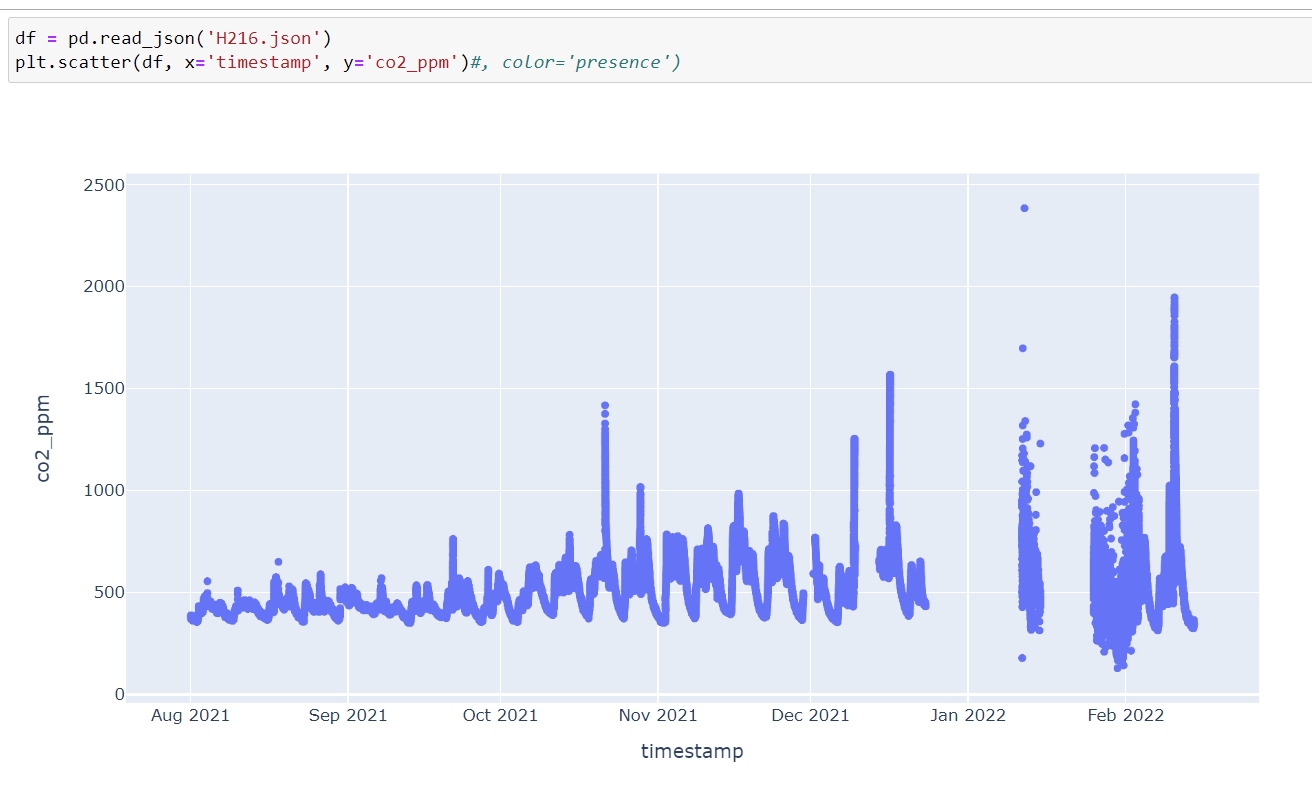 df = pd.read_json('H216.json')
plt.scatter(df, x='timestamp', y='co2_ppm')#, color='presence')
2500
2000
1500
1000
500
0
co2_ppm
Aug 2021 Sep 2021 Oct 2021 Nov 2021 Dec 2021 Jan 2022 Feb 2022
timestamp